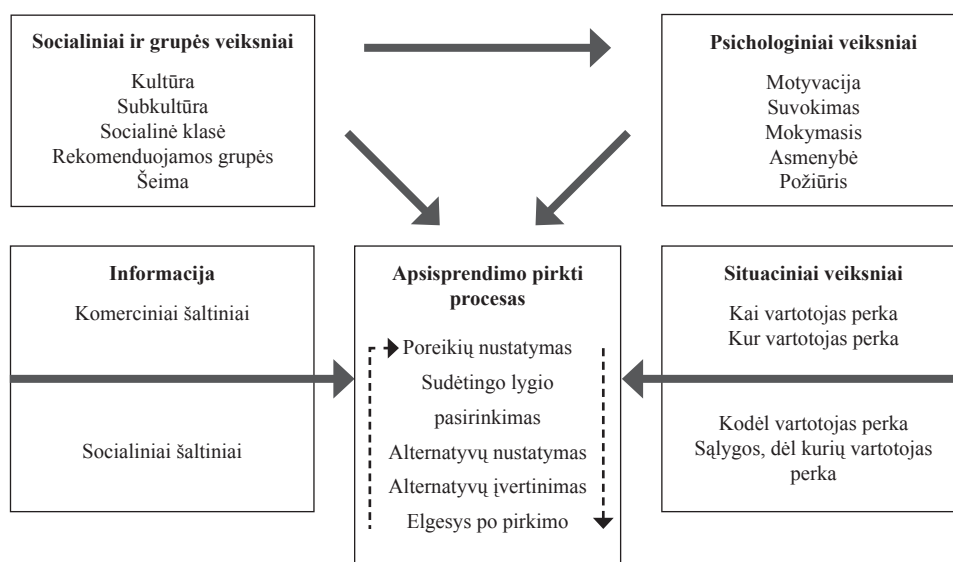 Socialiniai ir grupės veiksniai
Kultūra
Subkultūra
Socialinė klasė
Rekomenduojamos grupės
Šeima
Psichologiniai veiksniai
Motyvacija
Suvokimas
Mokymasis
Asmenybė
Požiūris
Informacija
Komerciniai šaltiniai
Socialiniai šaltiniai
Apsisprendimo pirkti
procesas
Poreikių nustatymas
Sudėtingo lygio
pasirinkimas
Alternatyvų nustatymas
Alternatyvų įvertinimas
Elgesys po pirkimo
Situaciniai veiksniai
Kai vartotojas perka
Kur vartotojas perka
Kodėl vartotojas perka
Sąlygos, dėl kurių vartotojas
perka